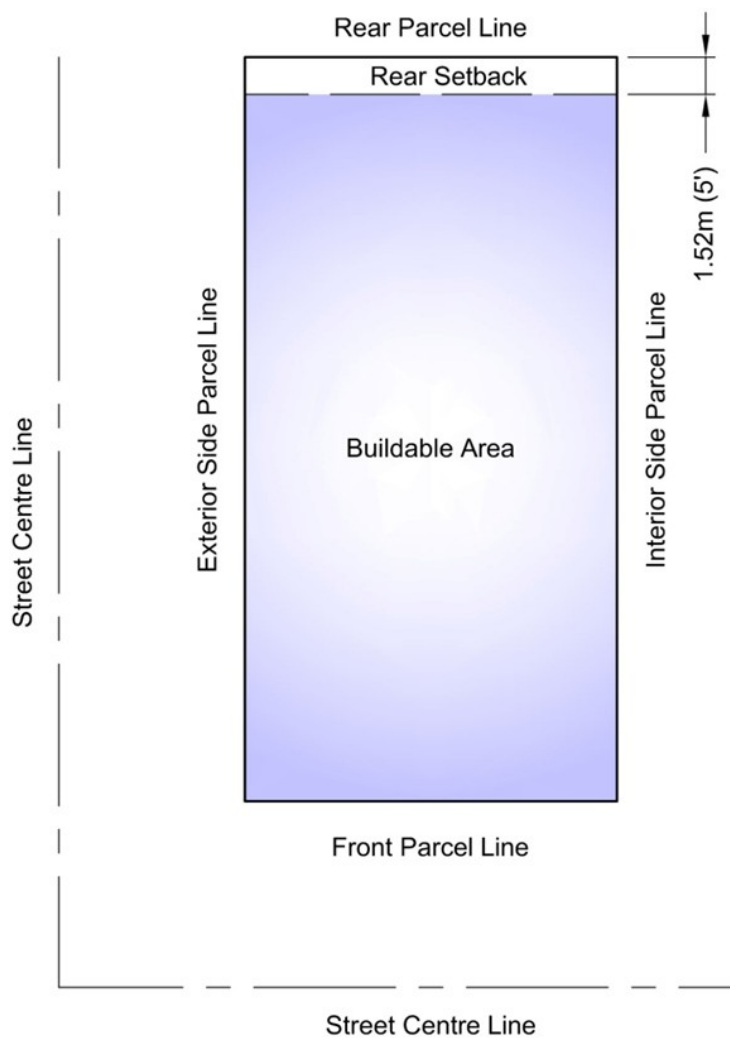 Rear Parcel Line
Rear Setback
1.52m (5')
Street Centre Line
Exterior Side Parcel Line
Buildable Area
Interior Side Parcel Line
Front Parcel Line
Street Centre Line